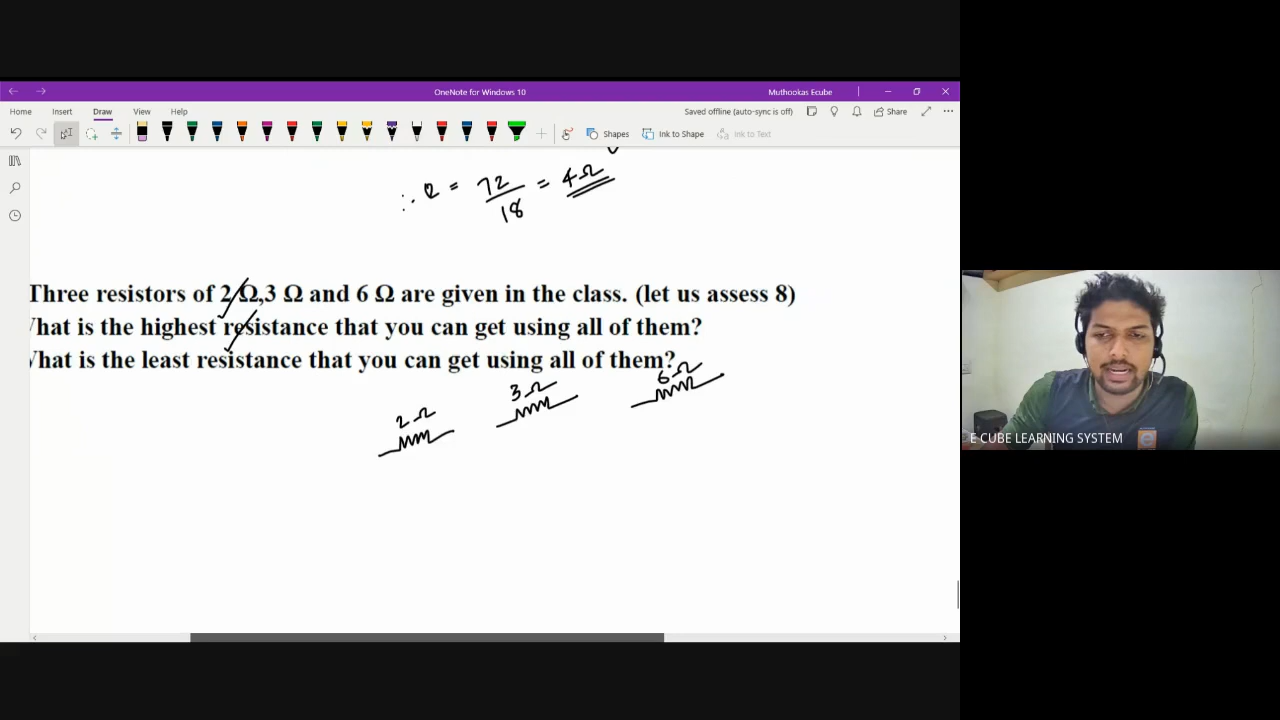 OneNote for Windows 10
Muthookas Ecube
Home Insert Draw View Help
Saved offline (auto-sync is off)
Share
Shapes
Ink to Shape
Ink to Text
= 72/18 = 4Ω
Three resistors of 2 Ω,3 Ω and 6 Ω are given in the class. (let us assess 8)
What is the highest resistance that you can get using all of them?
What is the least resistance that you can get using all of them?
2Ω 3Ω 6Ω
E CUBE LEARNING SYSTEM